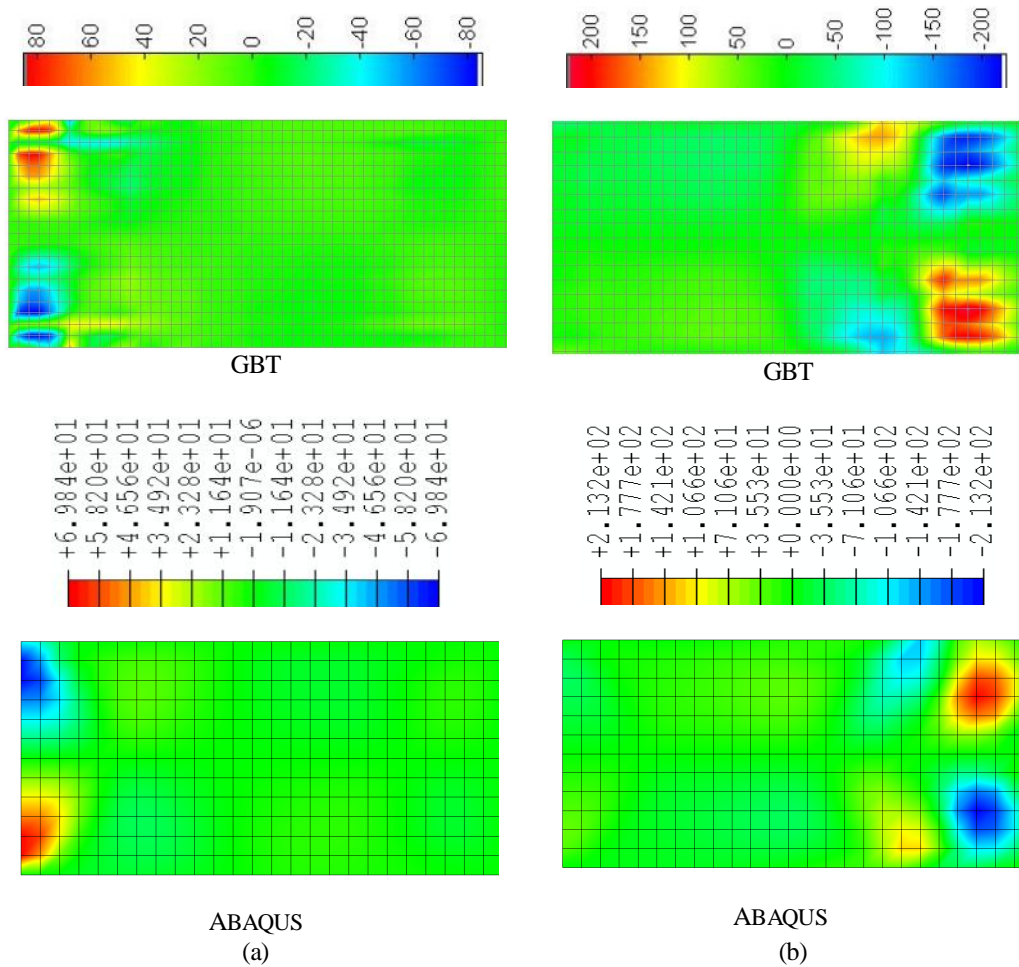 80 60 40 20 0 -20 -40 -60 -80
200 150 100 50 0 -50 -100 -150 -200
GBT
GBT
+6.984e+01
+5.820e+01
+4.656e+01
+3.492e+01
+2.328e+01
+1.164e+01
-1.907e-06
-1.164e+01
-2.328e+01
-3.492e+01
-4.656e+01
-5.820e+01
-6.984e+01
+2.132e+02
+1.777e+02
+1.421e+02
+1.066e+02
+7.106e+01
+3.553e+01
+0.000e+00
-3.553e+01
-7.106e+01
-1.066e+02
-1.421e+02
-1.777e+02
-2.132e+02
ABAQUS
ABAQUS
(a)
(b)